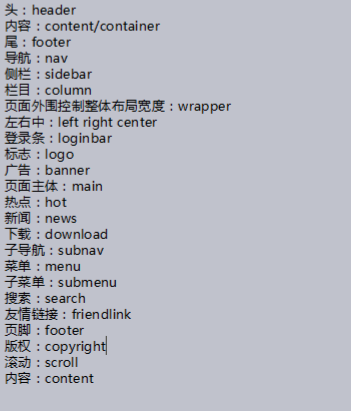 头：header
内容：content/container
尾：footer
导航：nav
侧栏：sidebar
栏目：column
页面外围控制整体布局宽度：wrapper
左右中：left right center
登录条：loginbar
标志：logo
广告：banner
页面主体：main
热点：hot
新闻：news
下载：download
子导航：subnav
菜单：menu
子菜单：submenu
搜索：search
友情链接：friendlink
页脚：footer
版权：copyright
滚动：scroll
内容：content